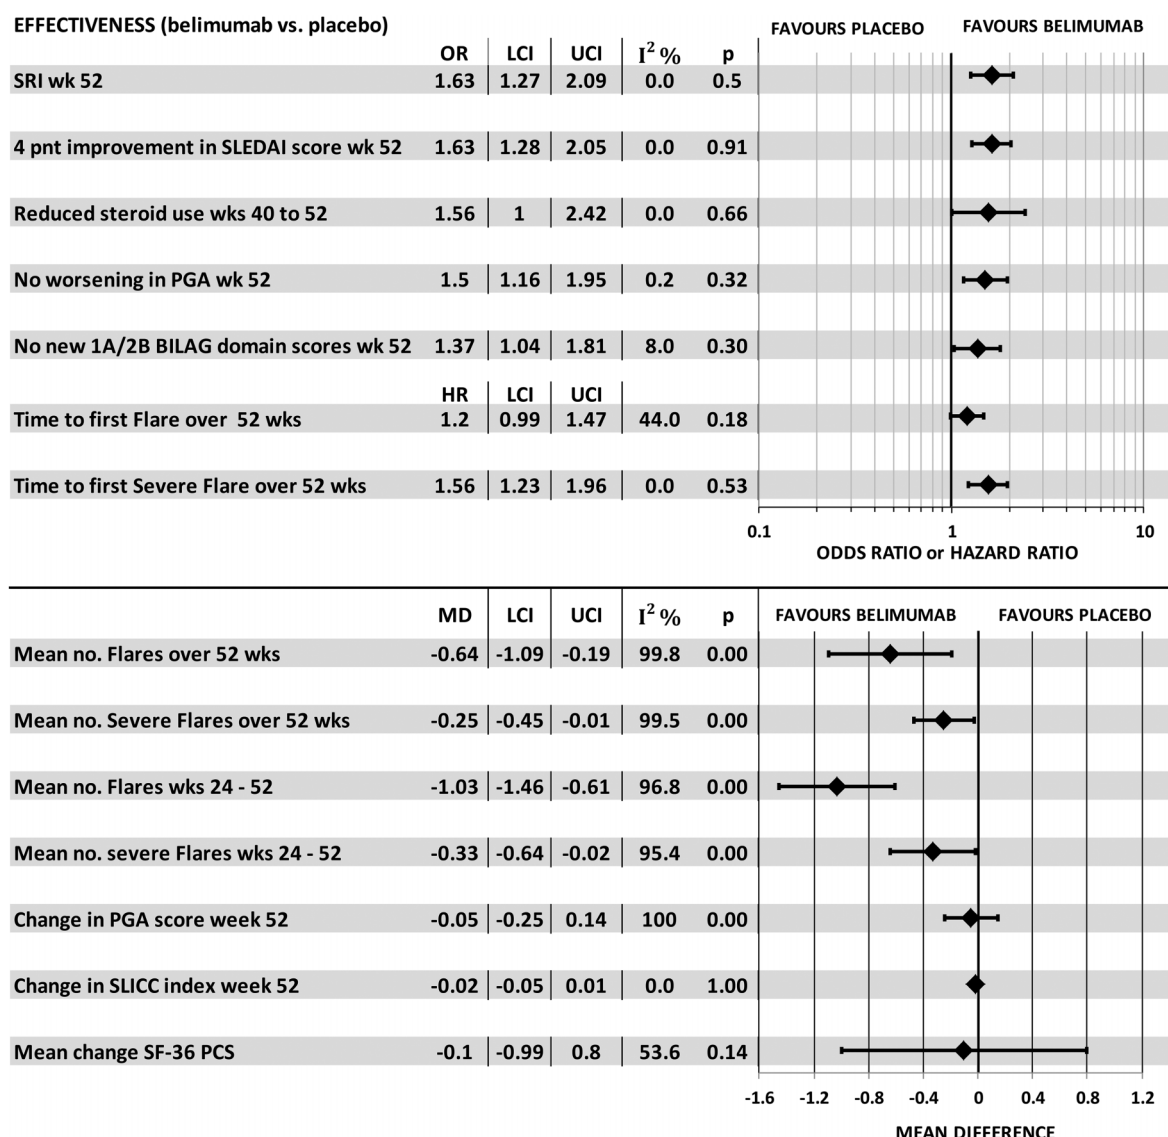 EFFECTIVENESS (belimumab vs. placebo)
FAVOURS PLACEBO FAVOURS BELIMUMAB
OR LCI UCI I² % p
SRI wk 52 1.63 1.27 2.09 0.0 0.5
4 pnt improvement in SLEDAI score wk 52 1.63 1.28 2.05 0.0 0.91
Reduced steroid use wks 40 to 52 1.56 1 2.42 0.0 0.66
No worsening in PGA wk 52 1.5 1.16 1.95 0.2 0.32
No new 1A/2B BILAG domain scores wk 52 1.37 1.04 1.81 8.0 0.30
HR LCI UCI
Time to first Flare over 52 wks 1.2 0.99 1.47 44.0 0.18
Time to first Severe Flare over 52 wks 1.56 1.23 1.96 0.0 0.53
0.1 1 10
ODDS RATIO or HAZARD RATIO
MD LCI UCI I² % p FAVOURS BELIMUMAB FAVOURS PLACEBO
Mean no. Flares over 52 wks -0.64 -1.09 -0.19 99.8 0.00
Mean no. Severe Flares over 52 wks -0.25 -0.45 -0.01 99.5 0.00
Mean no. Flares wks 24 - 52 -1.03 -1.46 -0.61 96.8 0.00
Mean no. severe Flares wks 24 - 52 -0.33 -0.64 -0.02 95.4 0.00
Change in PGA score week 52 -0.05 -0.25 0.14 100 0.00
Change in SLICC index week 52 -0.02 -0.05 0.01 0.0 1.00
Mean change SF-36 PCS -0.1 -0.99 0.8 53.6 0.14
-1.6 -1.2 -0.8 -0.4 0 0.4 0.8 1.2
MEAN DIFFERENCE